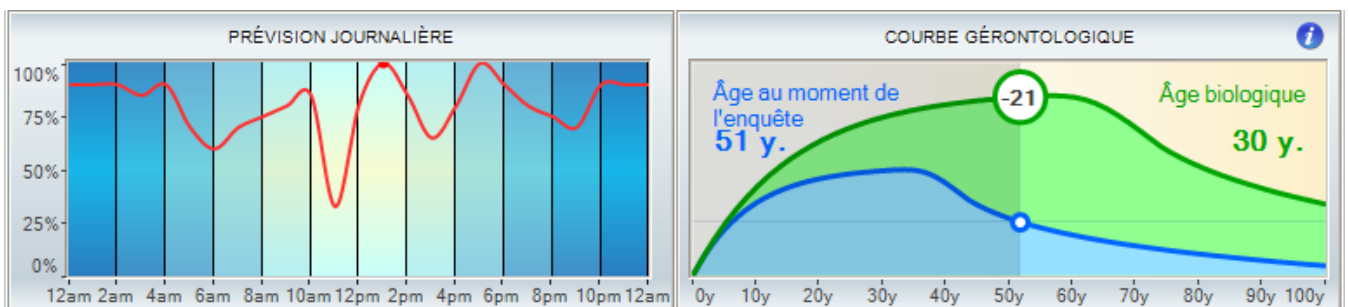 PRÉVISION JOURNALIÈRE
100%
75%
50%
25%
0%
12am 2am 4am 6am 8am 10am 12pm 2pm 4pm 6pm 8pm 10pm 12am
COURBE GÉRONTOLOGIQUE
i
Âge au moment de
l'enquête
51 y.
-21
Âge biologique
30 y.
0y 10y 20y 30y 40y 50y 60y 70y 80y 90y 100y